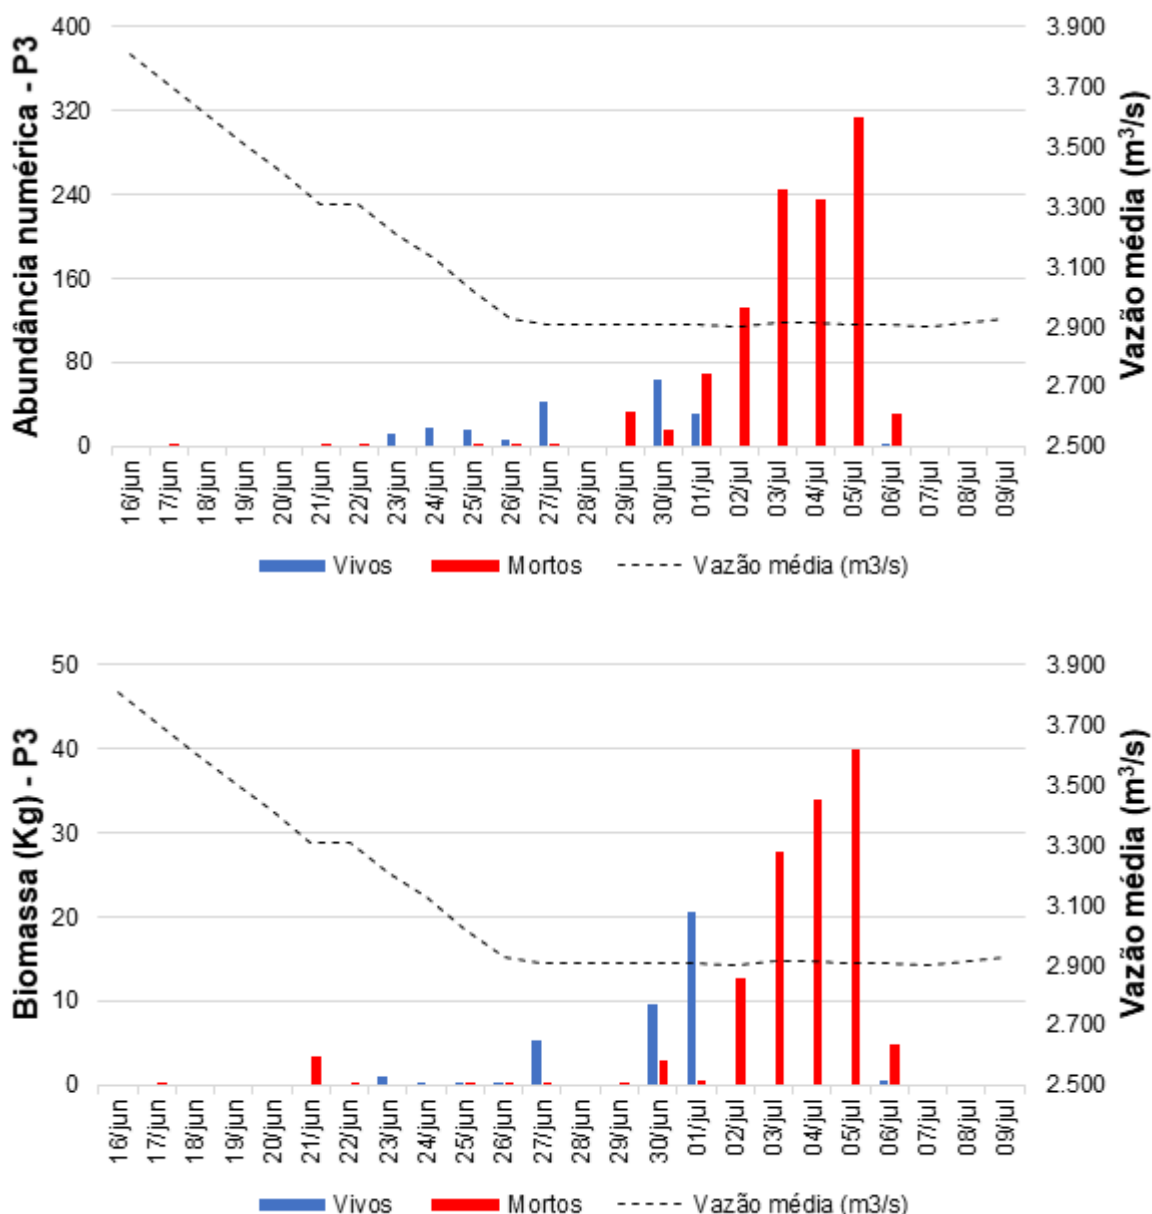 Abundância numérica - P3
400
320
240
160
80
0
3.900
3.700
3.500
3.300
3.100
2.900
2.700
2.500
Vazão média (m³/s)
16/jun
17/jun
18/jun
19/jun
20/jun
21/jun
22/jun
23/jun
24/jun
25/jun
26/jun
27/jun
28/jun
29/jun
30/jun
01/jul
02/jul
03/jul
04/jul
05/jul
06/jul
07/jul
08/jul
09/jul
Vivos Mortos Vazão média (m3/s)
Biomassa (Kg) - P3
50
40
30
20
10
0
3.900
3.700
3.500
3.300
3.100
2.900
2.700
2.500
Vazão média (m³/s)
16/jun
17/jun
18/jun
19/jun
20/jun
21/jun
22/jun
23/jun
24/jun
25/jun
26/jun
27/jun
28/jun
29/jun
30/jun
01/jul
02/jul
03/jul
04/jul
05/jul
06/jul
07/jul
08/jul
09/jul
Vivos Mortos Vazão média (m3/s)